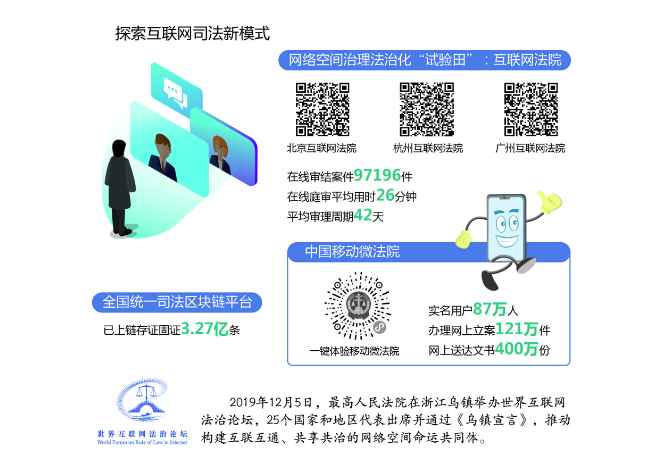 探索互联网司法新模式
网络空间治理法治化“试验田”：互联网法院
北京互联网法院
杭州互联网法院
广州互联网法院
在线审结案件97196件
在线庭审平均用时26分钟
平均审理周期42天
中国移动微法院
全国统一司法区块链平台
已上链存证固证3.27亿条
一键体验移动微法院
实名用户87万人
办理网上立案121万件
网上送达文书400万份
世界互联网法治论坛
World Forum on Rule of Law in Internet
2019年12月5日，最高人民法院在浙江乌镇举办世界互联网
法治论坛，25个国家和地区代表出席并通过《乌镇宣言》，推动
构建互联互通、共享共治的网络空间命运共同体。